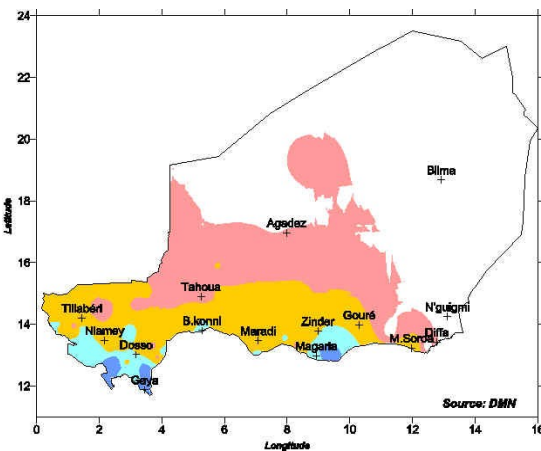 24
22
20
18
16
14
12
Latitude
Bilma
Agadez
Tahoua
Tillabéri
N'guigmi
B.konni
Zinder
Gouré
Niamey
Maradi
Diffa
M.Soroa
Dosso
Magaria
Gaya
Source: DMN
0 2 4 6 8 10 12 14 16
Longitude